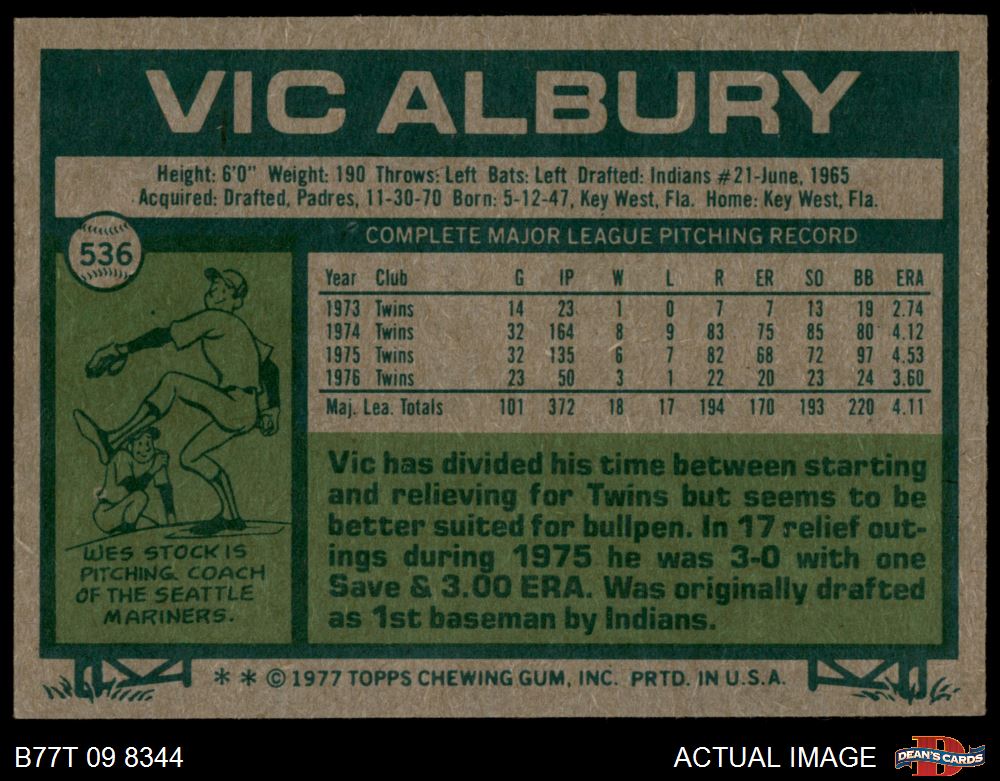 VIC ALBURY
Height: 6'0" Weight: 190 Throws: Left Bats: Left Drafted: Indians #21-June, 1965
Acquired: Drafted, Padres, 11-30-70 Born: 5-12-47, Key West, Fla. Home: Key West, Fla.
536
COMPLETE MAJOR LEAGUE PITCHING RECORD
Year Club G IP W L R ER SO BB ERA
1973 Twins 14 23 1 0 7 7 13 19 2.74
1974 Twins 32 164 8 9 83 75 85 80 4.12
1975 Twins 32 135 6 7 82 68 72 97 4.53
1976 Twins 23 50 3 1 22 20 23 24 3.60
Maj. Lea. Totals 101 372 18 17 194 170 193 220 4.11
Vic has divided his time between starting
and relieving for Twins but seems to be
better suited for bullpen. In 17 relief out-
ings during 1975 he was 3-0 with one
Save & 3.00 ERA. Was originally drafted
as 1st baseman by Indians.
WES STOCK IS
PITCHING COACH
OF THE SEATTLE
MARINERS.
* * © 1977 TOPPS CHEWING GUM, INC. PRTD. IN U.S.A.
B77T 09 8344
ACTUAL IMAGE
D
DEAN'S CARDS